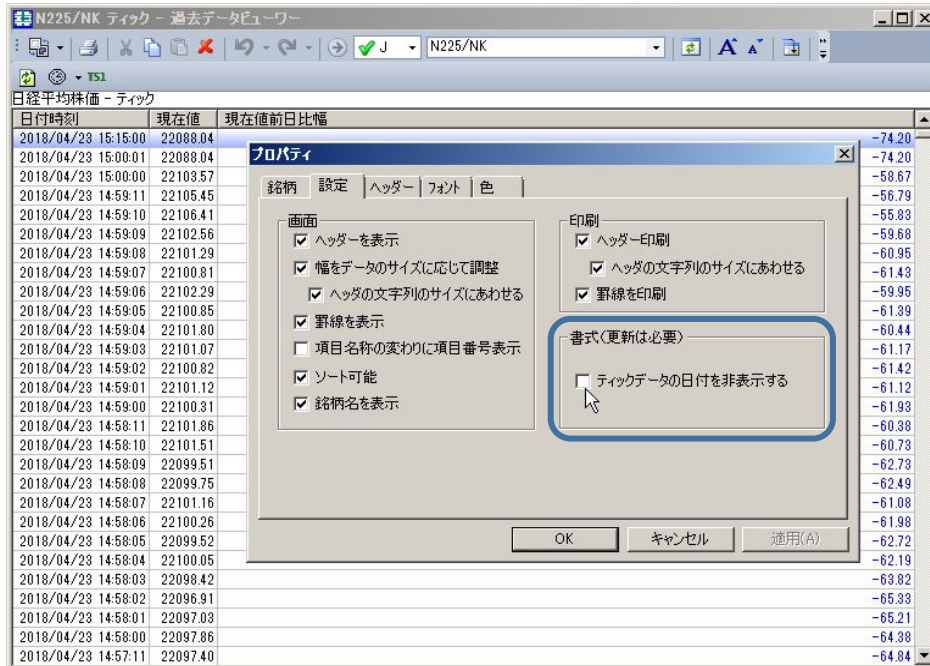 N225/NK ティック - 過去データビューワー
J N225/NK A A
TS1
日経平均株価 - ティック
日付時刻 現在値 現在値前日比幅
2018/04/23 15:15:00 22088.04 -74.20
2018/04/23 15:00:01 22088.04 -74.20
2018/04/23 15:00:00 22103.57 -58.67
2018/04/23 14:59:11 22105.45 -56.79
2018/04/23 14:59:10 22106.41 -55.83
2018/04/23 14:59:09 22102.56 -59.68
2018/04/23 14:59:08 22101.29 -60.95
2018/04/23 14:59:07 22100.81 -61.43
2018/04/23 14:59:06 22102.29 -59.95
2018/04/23 14:59:05 22100.85 -61.39
2018/04/23 14:59:04 22101.80 -60.44
2018/04/23 14:59:03 22101.07 -61.17
2018/04/23 14:59:02 22100.82 -61.42
2018/04/23 14:59:01 22101.12 -61.12
2018/04/23 14:59:00 22100.31 -61.93
2018/04/23 14:58:11 22101.86 -60.38
2018/04/23 14:58:10 22101.51 -60.73
2018/04/23 14:58:09 22099.51 -62.73
2018/04/23 14:58:08 22099.75 -62.49
2018/04/23 14:58:07 22101.16 -61.08
2018/04/23 14:58:06 22100.26 -61.98
2018/04/23 14:58:05 22099.52 -62.72
2018/04/23 14:58:04 22100.05 -62.19
2018/04/23 14:58:03 22098.42 -63.82
2018/04/23 14:58:02 22096.91 -65.33
2018/04/23 14:58:01 22097.03 -65.21
2018/04/23 14:58:00 22097.86 -64.38
2018/04/23 14:57:11 22097.40 -64.84
プロパティ
銘柄 設定 ヘッダー フォント 色
画面
ヘッダーを表示
幅をデータのサイズに応じて調整
ヘッダの文字列のサイズにあわせる
罫線を表示
項目名称の変わりに項目番号表示
ソート可能
銘柄名を表示
印刷
ヘッダー印刷
ヘッダの文字列のサイズにあわせる
罫線を印刷
書式(更新は必要)
ティックデータの日付を非表示する
OK キャンセル 適用(A)